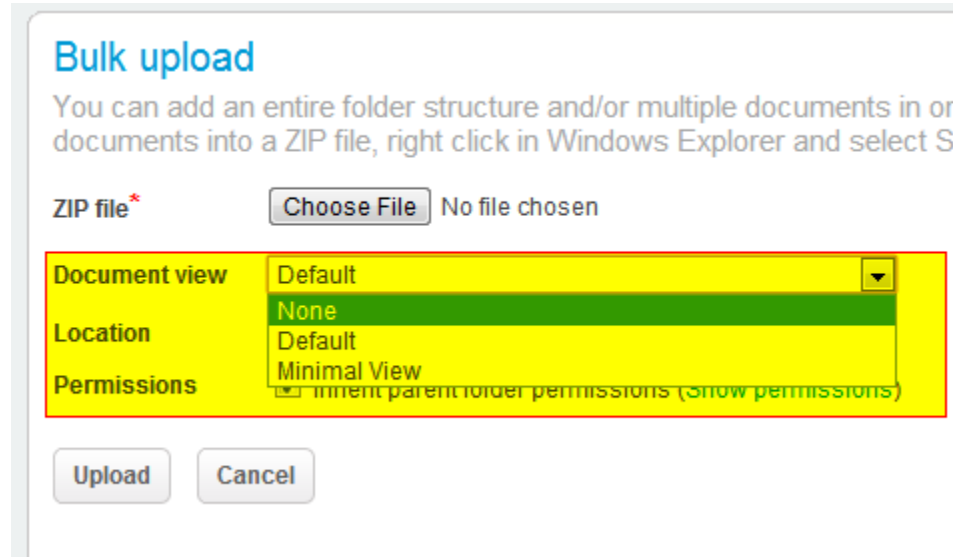 Bulk upload
You can add an entire folder structure and/or multiple documents in or
documents into a ZIP file, right click in Windows Explorer and select S
ZIP file* Choose File No file chosen
Document view Default
None
Location
Default
Minimal View
Permissions Inherit parent folder permissions (Show permissions)
Upload Cancel